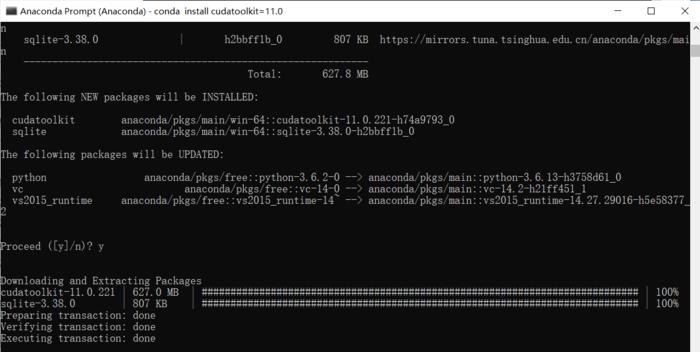 Anaconda Prompt (Anaconda) - conda install cudatoolkit=11.0
n
sqlite-3.38.0 | h2bbff1b_0 807 KB https://mirrors.tuna.tsinghua.edu.cn/anaconda/pkgs/mai
n
------------------------------------------------------------
Total: 627.8 MB
The following NEW packages will be INSTALLED:
cudatoolkit anaconda/pkgs/main/win-64::cudatoolkit-11.0.221-h74a9793_0
sqlite anaconda/pkgs/main/win-64::sqlite-3.38.0-h2bbff1b_0
The following packages will be UPDATED:
python anaconda/pkgs/free::python-3.6.2-0 --> anaconda/pkgs/main::python-3.6.13-h3758d61_0
vc anaconda/pkgs/free::vc-14-0 --> anaconda/pkgs/main::vc-14.2-h21ff451_1
vs2015_runtime anaconda/pkgs/free::vs2015_runtime-14~ --> anaconda/pkgs/main::vs2015_runtime-14.27.29016-h5e58377_
2
Proceed ([y]/n)? y
Downloading and Extracting Packages
cudatoolkit-11.0.221 | 627.0 MB | ############################################################################ | 100%
sqlite-3.38.0 | 807 KB | ############################################################################ | 100%
Preparing transaction: done
Verifying transaction: done
Executing transaction: done